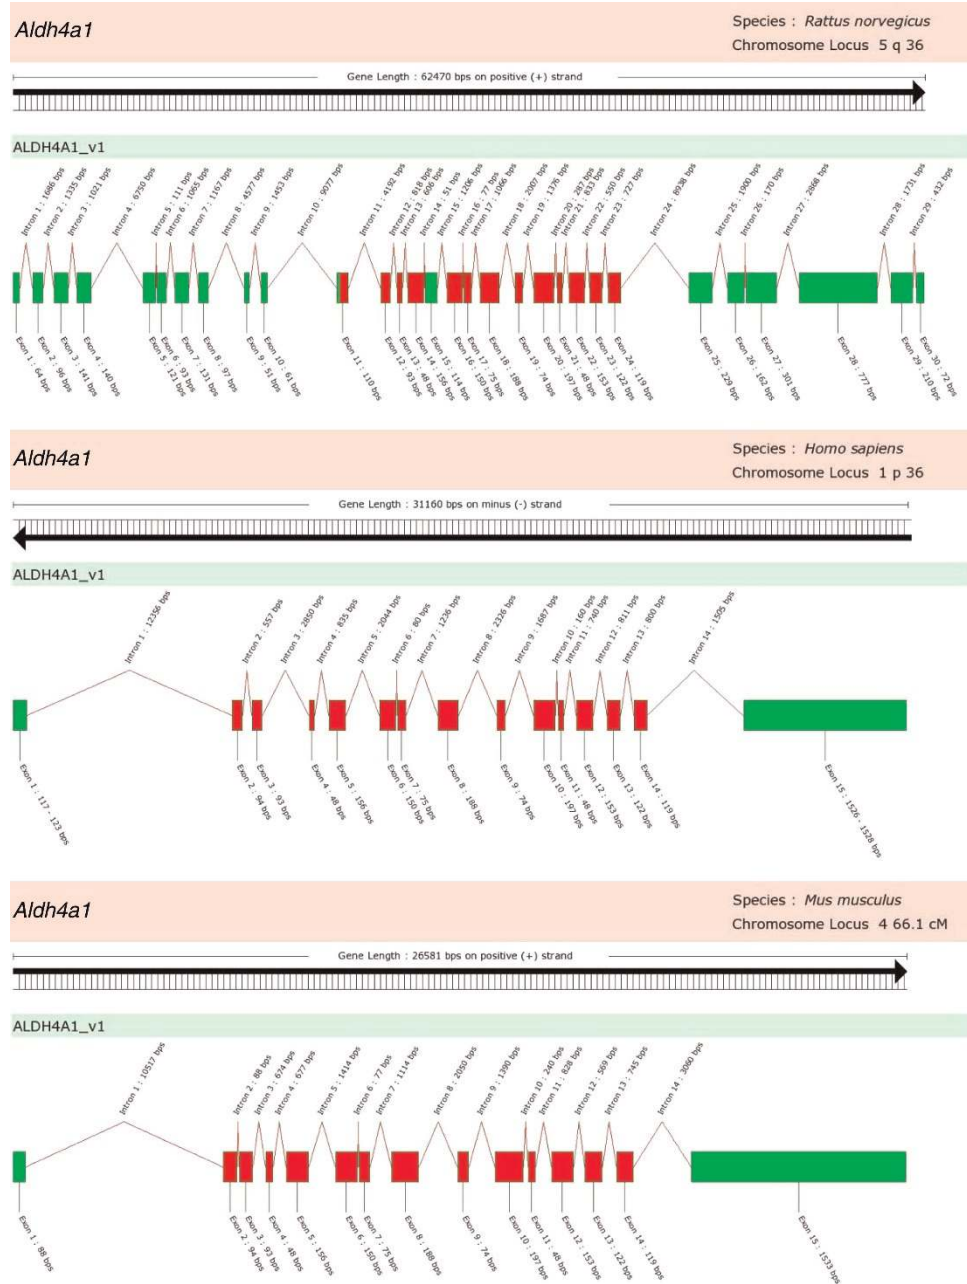 Aldh4a1
Species : Rattus norvegicus
Chromosome Locus 5 q 36
Gene Length : 62470 bps on positive (+) strand
ALDH4A1_v1
Intron 1 : 1686 bps
Intron 2 : 1335 bps
Intron 3 : 1021 bps
Intron 4 : 6750 bps
Intron 5 : 111 bps
Intron 6 : 1065 bps
Intron 7 : 1167 bps
Intron 8 : 4577 bps
Intron 9 : 1453 bps
Intron 10 : 9077 bps
Intron 11 : 4192 bps
Intron 12 : 818 bps
Intron 13 : 606 bps
Intron 14 : 51 bps
Intron 15 : 1206 bps
Intron 16 : 77 bps
Intron 17 : 1066 bps
Intron 18 : 2007 bps
Intron 19 : 1376 bps
Intron 20 : 287 bps
Intron 21 : 833 bps
Intron 22 : 550 bps
Intron 23 : 727 bps
Intron 24 : 8938 bps
Intron 25 : 1900 bps
Intron 26 : 170 bps
Intron 27 : 2868 bps
Intron 28 : 1731 bps
Intron 29 : 432 bps
Exon 1 : 64 bps
Exon 2 : 96 bps
Exon 3 : 141 bps
Exon 4 : 140 bps
Exon 5 : 121 bps
Exon 6 : 93 bps
Exon 7 : 131 bps
Exon 8 : 97 bps
Exon 9 : 51 bps
Exon 10 : 61 bps
Exon 11 : 110 bps
Exon 12 : 93 bps
Exon 13 : 48 bps
Exon 14 : 156 bps
Exon 15 : 114 bps
Exon 16 : 150 bps
Exon 17 : 75 bps
Exon 18 : 188 bps
Exon 19 : 74 bps
Exon 20 : 197 bps
Exon 21 : 48 bps
Exon 22 : 153 bps
Exon 23 : 122 bps
Exon 24 : 119 bps
Exon 25 : 229 bps
Exon 26 : 162 bps
Exon 27 : 301 bps
Exon 28 : 777 bps
Exon 29 : 210 bps
Exon 30 : 72 bps
Aldh4a1
Species : Homo sapiens
Chromosome Locus 1 p 36
Gene Length : 31160 bps on minus (-) strand
ALDH4A1_v1
Intron 1 : 12356 bps
Intron 2 : 557 bps
Intron 3 : 2850 bps
Intron 4 : 835 bps
Intron 5 : 2044 bps
Intron 6 : 80 bps
Intron 7 : 1236 bps
Intron 8 : 2326 bps
Intron 9 : 1687 bps
Intron 10 : 160 bps
Intron 11 : 740 bps
Intron 12 : 811 bps
Intron 13 : 800 bps
Intron 14 : 1505 bps
Exon 1 : 117 - 123 bps
Exon 2 : 94 bps
Exon 3 : 93 bps
Exon 4 : 48 bps
Exon 5 : 156 bps
Exon 6 : 150 bps
Exon 7 : 75 bps
Exon 8 : 188 bps
Exon 9 : 74 bps
Exon 10 : 197 bps
Exon 11 : 48 bps
Exon 12 : 153 bps
Exon 13 : 122 bps
Exon 14 : 119 bps
Exon 15 : 1526 - 1528 bps
Aldh4a1
Species : Mus musculus
Chromosome Locus 4 66.1 cM
Gene Length : 26581 bps on positive (+) strand
ALDH4A1_v1
Intron 1 : 10517 bps
Intron 2 : 88 bps
Intron 3 : 674 bps
Intron 4 : 677 bps
Intron 5 : 1414 bps
Intron 6 : 77 bps
Intron 7 : 1114 bps
Intron 8 : 2050 bps
Intron 9 : 1390 bps
Intron 10 : 240 bps
Intron 11 : 828 bps
Intron 12 : 569 bps
Intron 13 : 745 bps
Intron 14 : 3060 bps
Exon 1 : 88 bps
Exon 2 : 94 bps
Exon 3 : 93 bps
Exon 4 : 48 bps
Exon 5 : 156 bps
Exon 6 : 150 bps
Exon 7 : 75 bps
Exon 8 : 188 bps
Exon 9 : 74 bps
Exon 10 : 197 bps
Exon 11 : 48 bps
Exon 12 : 153 bps
Exon 13 : 122 bps
Exon 14 : 119 bps
Exon 15 : 1533 bps